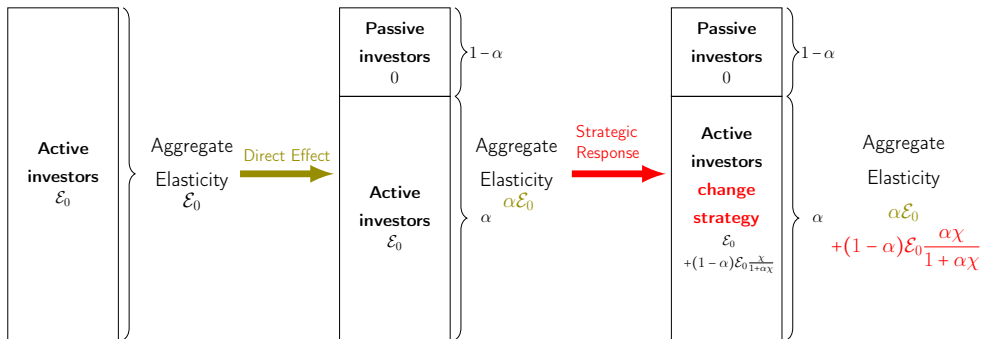 Active
investors
ℰ₀
Aggregate
Elasticity
ℰ₀
Direct Effect
Passive
investors
0
1−α
Active
investors
ℰ₀
α
Aggregate
Elasticity
αℰ₀
Strategic
Response
Passive
investors
0
1−α
Active
investors
change
strategy
ℰ₀
+(1−α)ℰ₀ χ/(1+αχ)
α
Aggregate
Elasticity
αℰ₀
+(1−α)ℰ₀ αχ/(1+αχ)